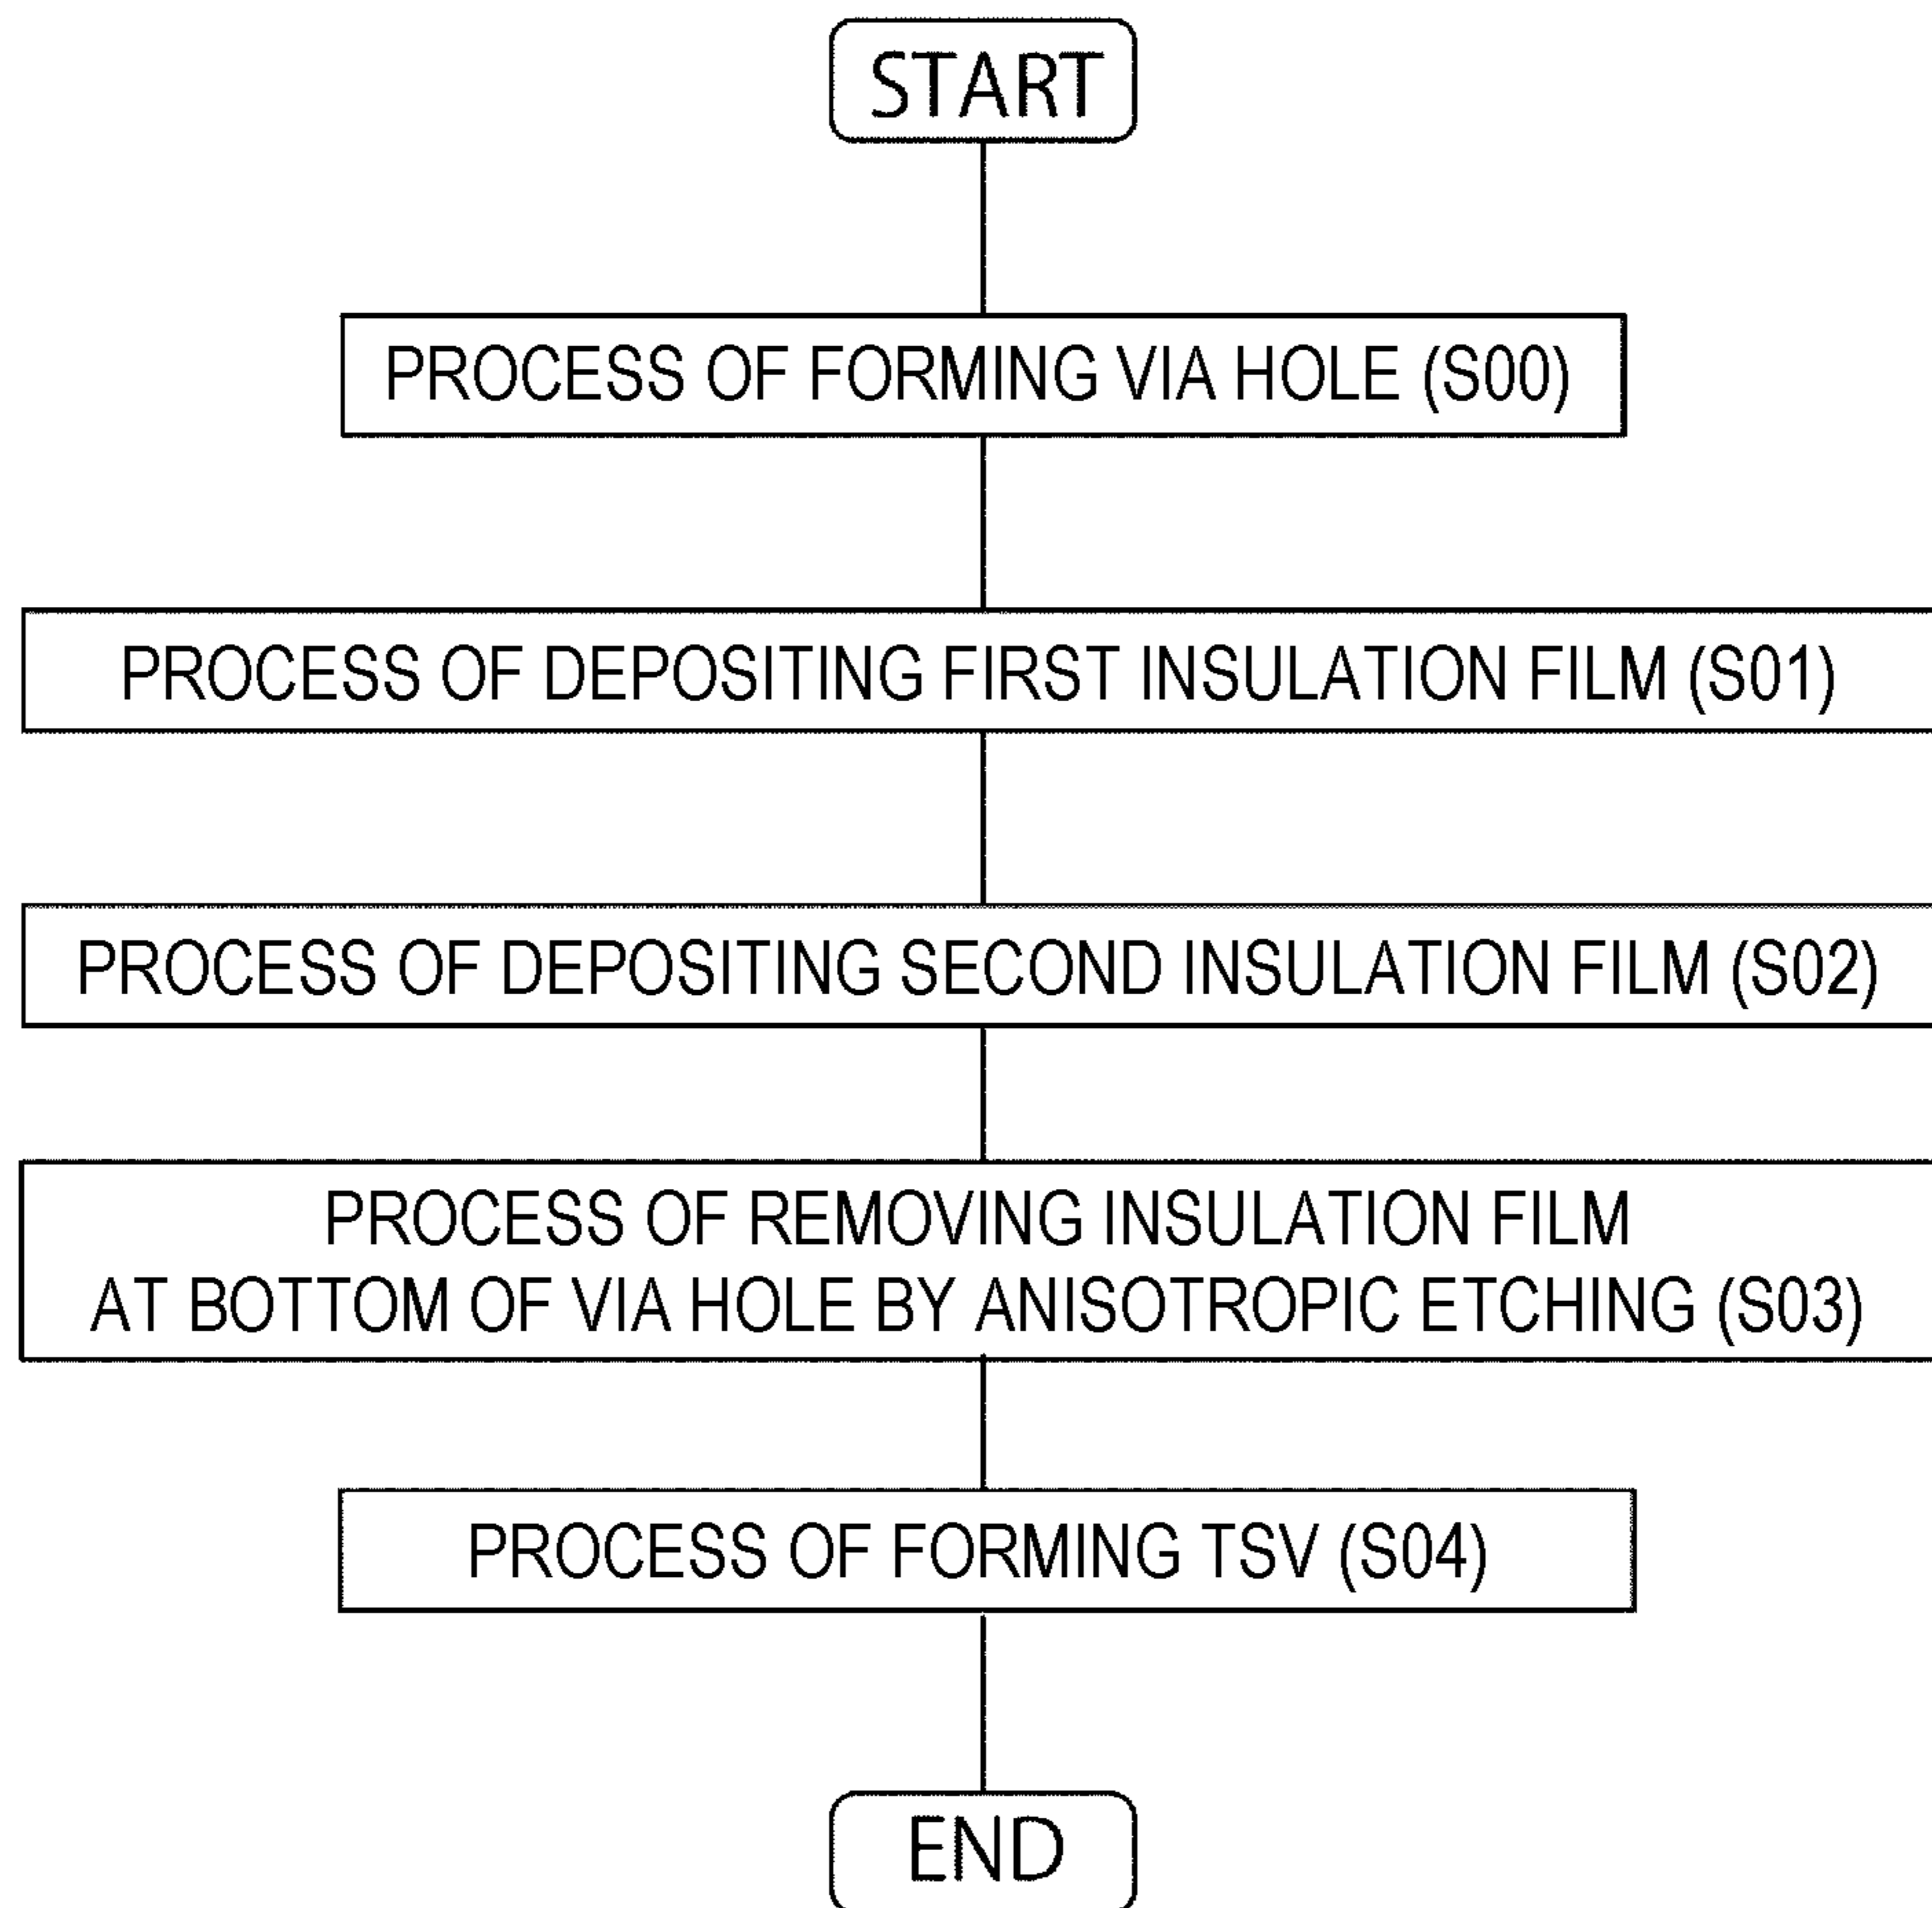 START
PROCESS OF FORMING VIA HOLE (S00)
PROCESS OF DEPOSITING FIRST INSULATION FILM (S01)
PROCESS OF DEPOSITING SECOND INSULATION FILM (S02)
PROCESS OF REMOVING INSULATION FILM
AT BOTTOM OF VIA HOLE BY ANISOTROPIC ETCHING (S03)
PROCESS OF FORMING TSV (S04)
END